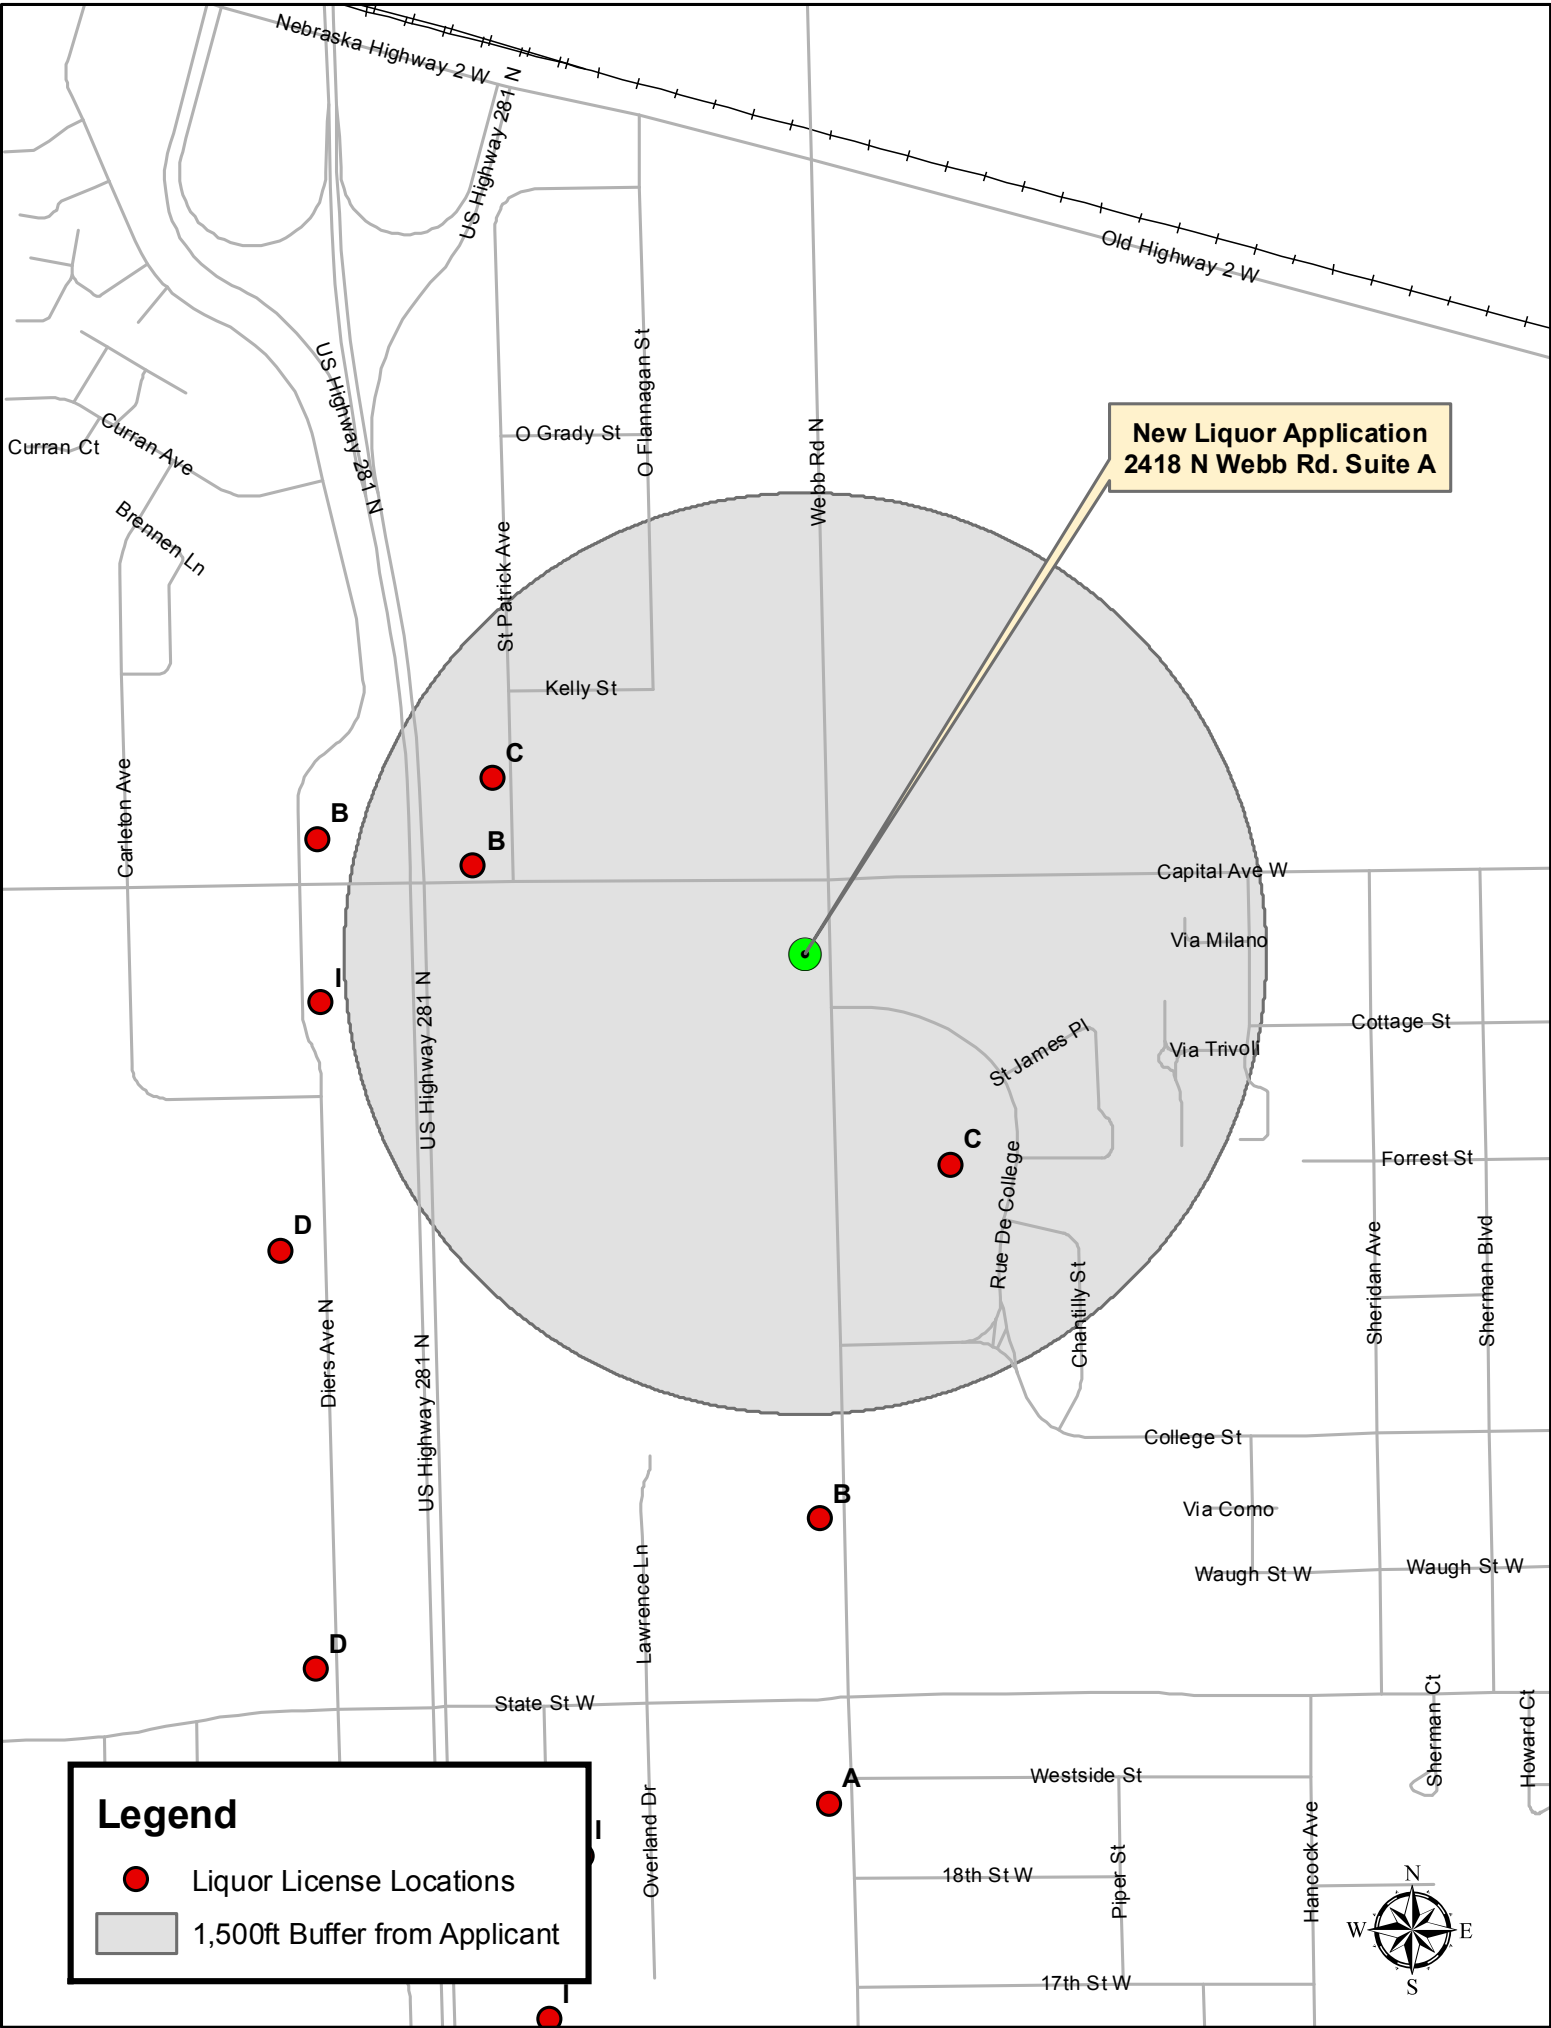 Nebraska Highway 2 W
US Highway 281 N
Old Highway 2 W
US Highway 281 N
O Flannagan St
O Grady St
Webb Rd N
New Liquor Application
2418 N Webb Rd. Suite A
Curran Ct
Curran Ave
Brennen Ln
St Patrick Ave
Kelly St
C
B
B
Carleton Ave
Capital Ave W
Via Milano
I
US Highway 281 N
Cottage St
St James Pl
Via Trivoli
C
Forrest St
Rue De College
D
Chantilly St
Sheridan Ave
Sherman Blvd
Diers Ave N
US Highway 281 N
College St
B
Via Como
Lawrence Ln
Waugh St W
Waugh St W
D
State St W
Sherman Ct
Howard Ct
A
Westside St
Legend
I
Overland Dr
Liquor License Locations
18th St W
Piper St
Hancock Ave
N
W
E
S
1,500ft Buffer from Applicant
17th St W
I